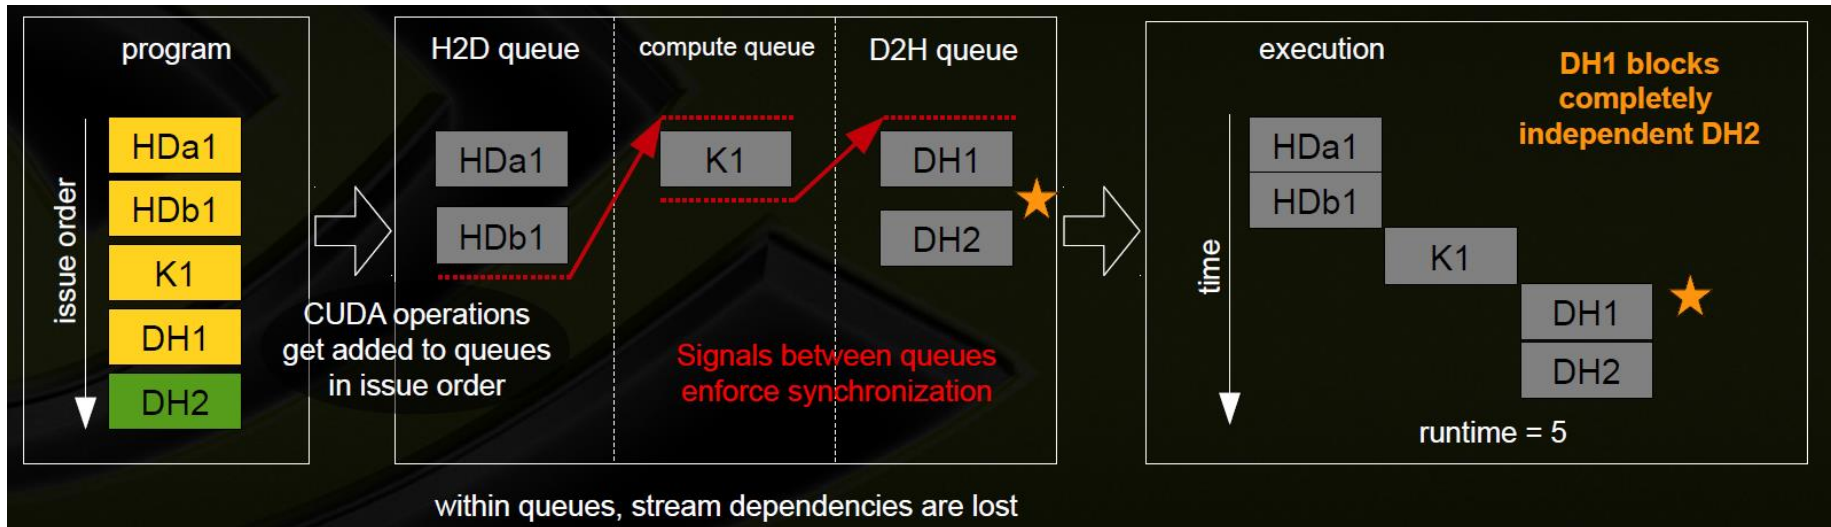 program
issue order
HDa1
HDb1
K1
DH1
DH2
CUDA operations
get added to queues
in issue order
H2D queue
HDa1
HDb1
compute queue
K1
D2H queue
DH1
DH2
Signals between queues
enforce synchronization
within queues, stream dependencies are lost
execution
time
HDa1
HDb1
K1
DH1
DH2
runtime = 5
DH1 blocks
completely
independent DH2